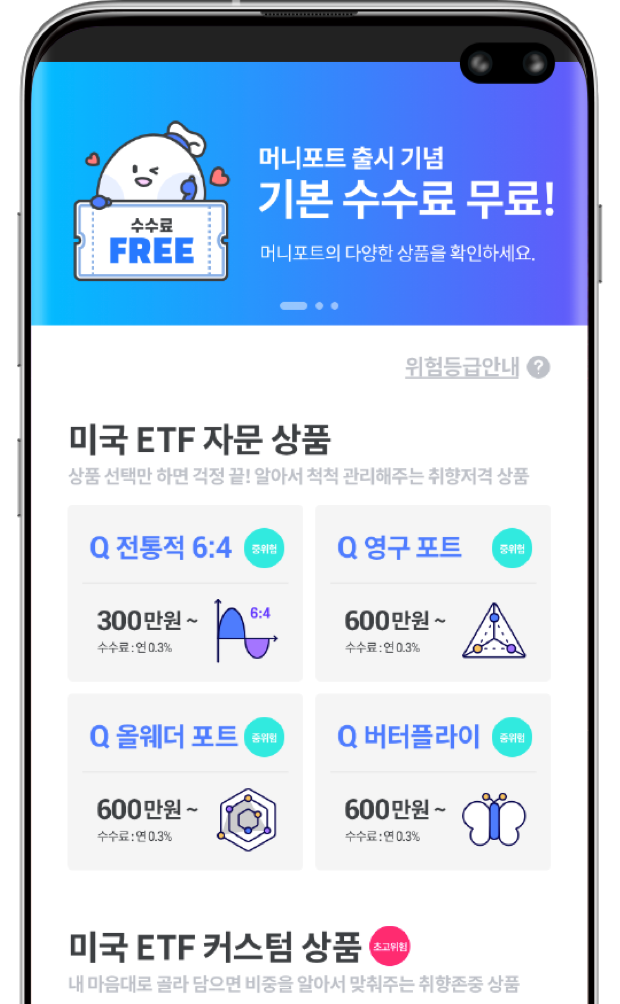 머니포트 출시 기념
기본 수수료 무료!
머니포트의 다양한 상품을 확인하세요.
수수료
FREE
위험등급안내 ?
미국 ETF 자문 상품
상품 선택만 하면 걱정 끝! 알아서 척척 관리해주는 취향저격 상품
Q 전통적 6:4 중위험
300만원 ~
수수료 : 연 0.3%
6:4
Q 영구 포트 중위험
600만원 ~
수수료 : 연 0.3%
Q 올웨더 포트 중위험
600만원 ~
수수료 : 연 0.3%
Q 버터플라이 중위험
600만원 ~
수수료 : 연 0.3%
미국 ETF 커스텀 상품 초고위험
내 마음대로 골라 담으면 비중을 알아서 맞춰주는 취향존중 상품